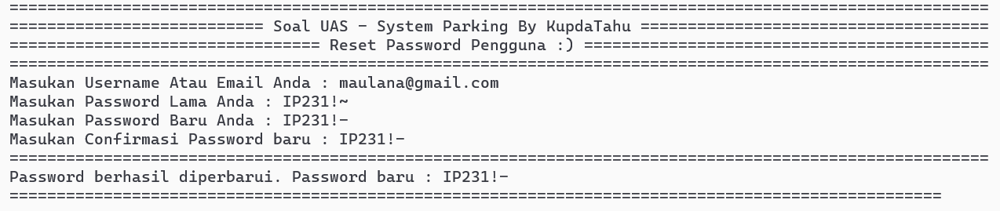 ========================================================================================================
=========================== Soal UAS - System Parking By KupdaTahu =====================================
================================= Reset Password Pengguna :) ===========================================
========================================================================================================
Masukan Username Atau Email Anda : maulana@gmail.com
Masukan Password Lama Anda : IP231!~
Masukan Password Baru Anda : IP231!-
Masukan Confirmasi Password baru : IP231!-
========================================================================================================
Password berhasil diperbarui. Password baru : IP231!-
===================================================================================================